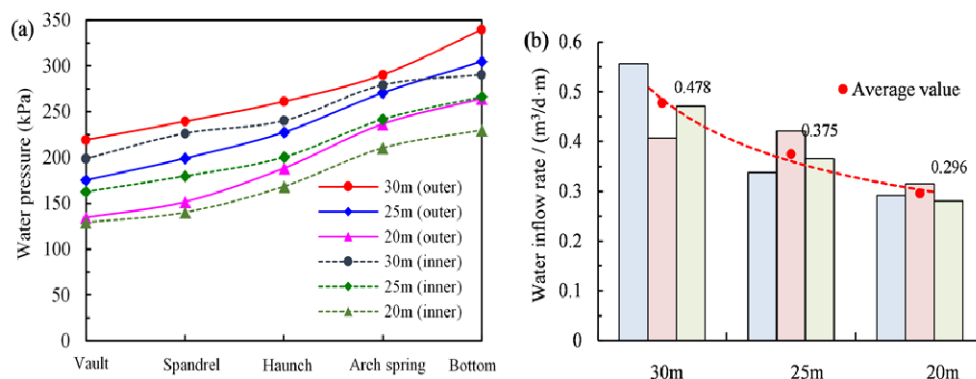 (a)
350
300
250
200
150
100
50
0
Water pressure (kPa)
30m (outer)
25m (outer)
20m (outer)
30m (inner)
25m (inner)
20m (inner)
Vault Spandrel Haunch Arch spring Bottom
(b)
0.6
0.5
0.4
0.3
0.2
0.1
0
Water inflow rate / (m³/d·m)
0.478
Average value
0.375
0.296
30m 25m 20m